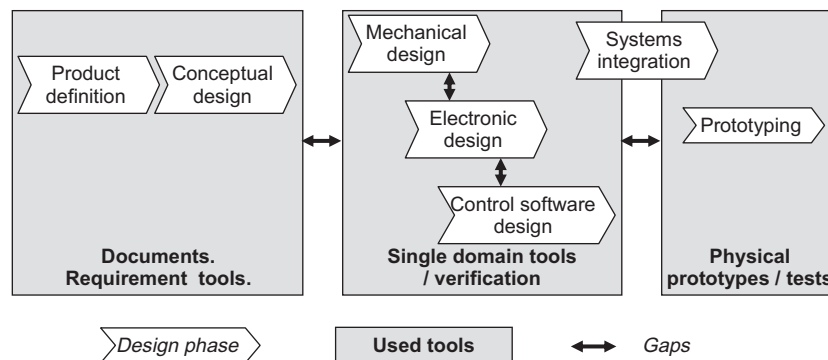 Product
definition
Conceptual
design
Mechanical
design
Electronic
design
Control software
design
Systems
integration
Prototyping
Documents.
Requirement tools.
Single domain tools
/ verification
Physical
prototypes / tests
Design phase
Used tools
Gaps